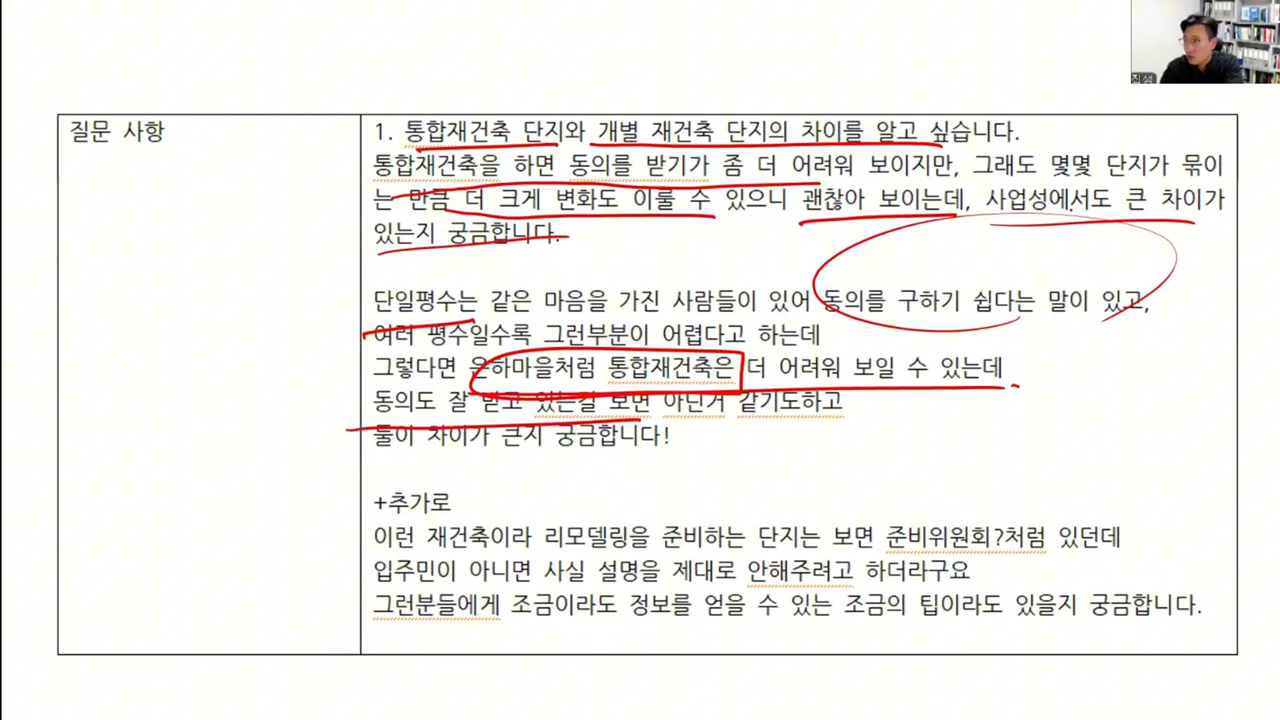 질문 사항
1. 통합재건축 단지와 개별 재건축 단지의 차이를 알고 싶습니다.
통합재건축을 하면 동의를 받기가 좀 더 어려워 보이지만, 그래도 몇몇 단지가 묶이
는 만큼 더 크게 변화도 이룰 수 있으니 괜찮아 보이는데, 사업성에서도 큰 차이가
있는지 궁금합니다.
단일평수는 같은 마음을 가진 사람들이 있어 동의를 구하기 쉽다는 말이 있고,
여러 평수일수록 그런부분이 어렵다고 하는데
그렇다면 은하마을처럼 통합재건축은 더 어려워 보일 수 있는데
동의도 잘 받고 있는걸 보면 아닌거 같기도하고
둘이 차이가 큰지 궁금합니다!
+추가로
이런 재건축이라 리모델링을 준비하는 단지는 보면 준비위원회?처럼 있던데
입주민이 아니면 사실 설명을 제대로 안해주려고 하더라구요
그런분들에게 조금이라도 정보를 얻을 수 있는 조금의 팁이라도 있을지 궁금합니다.